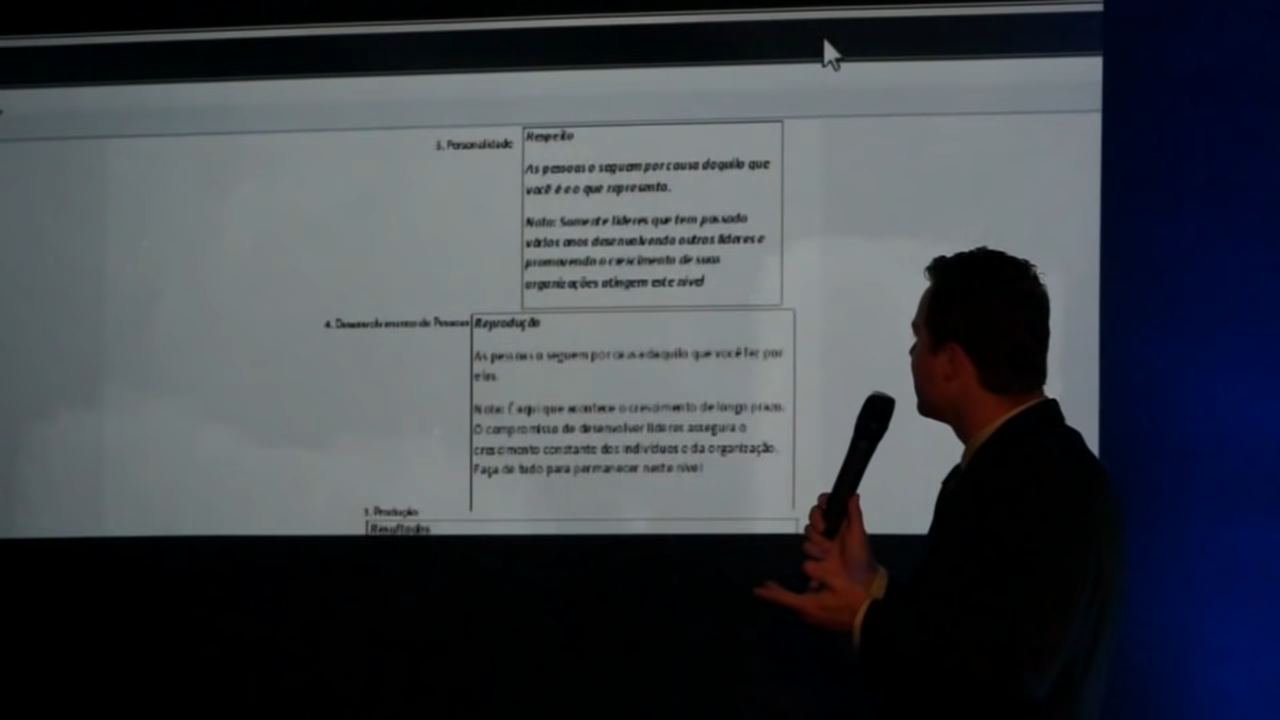 5. Personalidade
Respeito
As pessoas o seguem por causa daquilo que
você é e o que representa.
Nota: Somente líderes que tem passado
vários anos desenvolvendo outros líderes e
promovendo o crescimento de suas
organizações atingem este nível
4. Desenvolvimento de Pessoas
Reprodução
As pessoas o seguem por causa daquilo que você fez por
elas.
Nota: É aqui que acontece o crescimento de longo prazo.
O compromisso de desenvolver líderes assegura o
crescimento constante dos indivíduos e da organização.
Faça de tudo para permanecer neste nível
3. Produção
Resultados